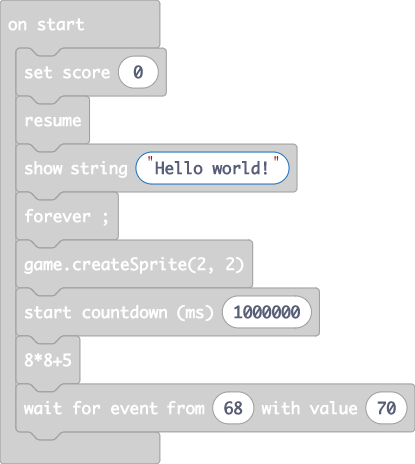 on start
set score 0
resume
show string "Hello world!"
forever ;
game.createSprite(2, 2)
start countdown (ms) 1000000
8*8+5
wait for event from 68 with value 70